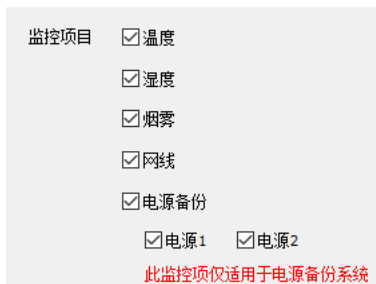 监控项目 温度
湿度
烟雾
网线
电源备份
电源1 电源2
此监控项仅适用于电源备份系统